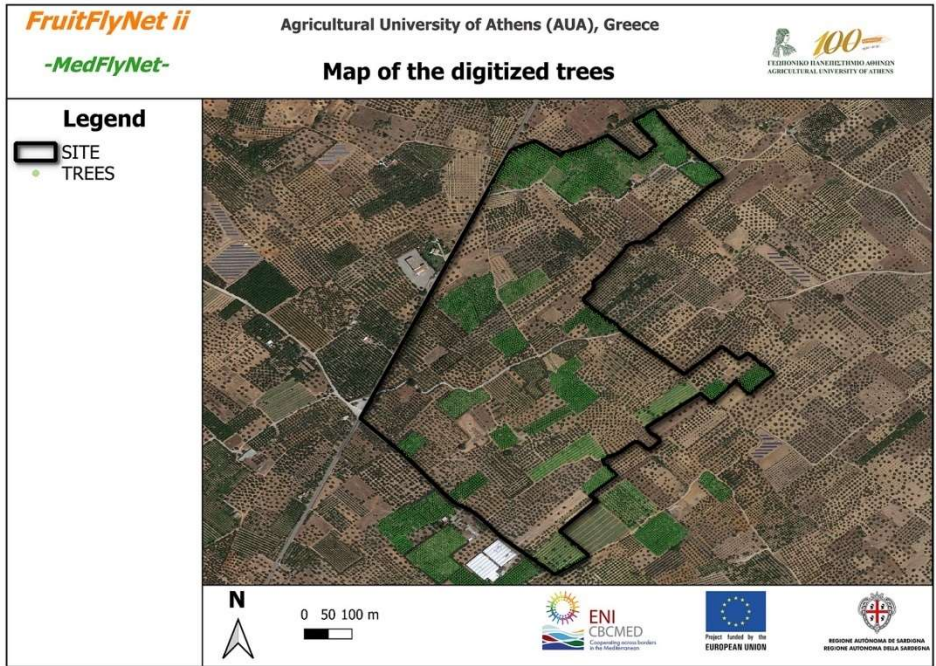 FruitFlyNet ii
-MedFlyNet-
Agricultural University of Athens (AUA), Greece
Map of the digitized trees
100
ΓΕΩΠΟΝΙΚΟ ΠΑΝΕΠΙΣΤΗΜΙΟ ΑΘΗΝΩΝ
AGRICULTURAL UNIVERSITY OF ATHENS
Legend
SITE
TREES
N
0 50 100 m
ENI
CBCMED
Cooperating across borders
in the Mediterranean
Project funded by the
EUROPEAN UNION
REGIONE AUTÒNOMA DE SARDIGNA
REGIONE AUTONOMA DELLA SARDEGNA